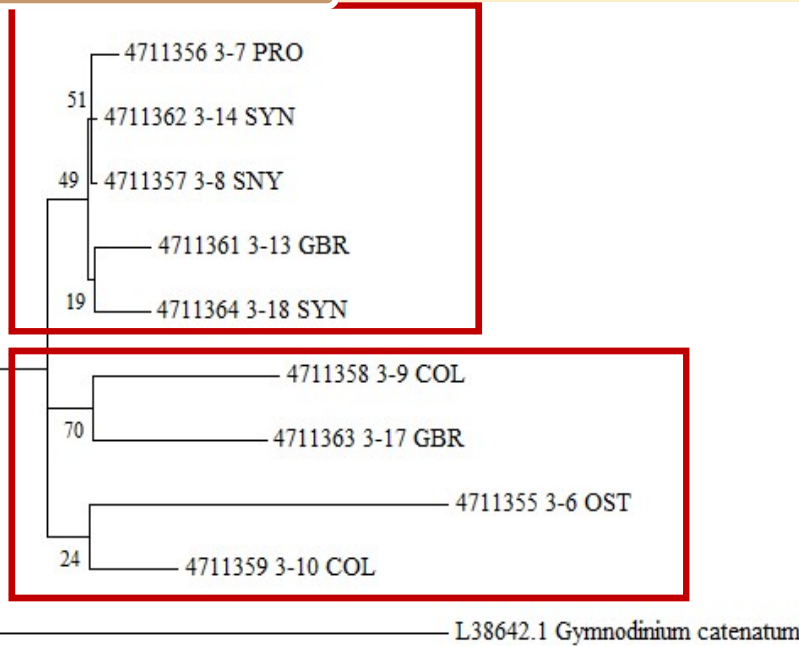 4711356 3-7 PRO
51
4711362 3-14 SYN
49
4711357 3-8 SNY
4711361 3-13 GBR
19
4711364 3-18 SYN
4711358 3-9 COL
70
4711363 3-17 GBR
4711355 3-6 OST
24
4711359 3-10 COL
L38642.1 Gymnodinium catenatum